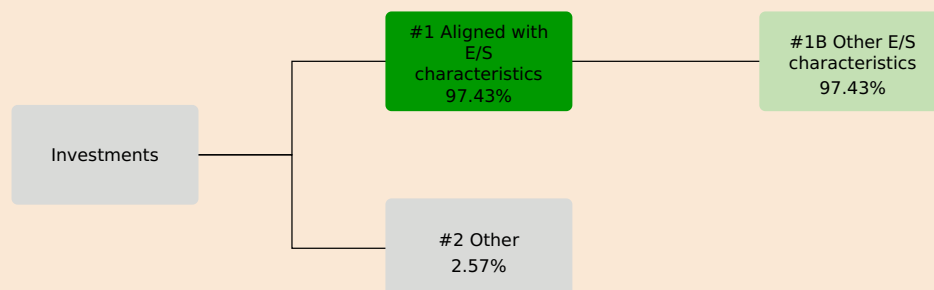 #1 Aligned with
E/S
characteristics
97.43%
#1B Other E/S
characteristics
97.43%
Investments
#2 Other
2.57%